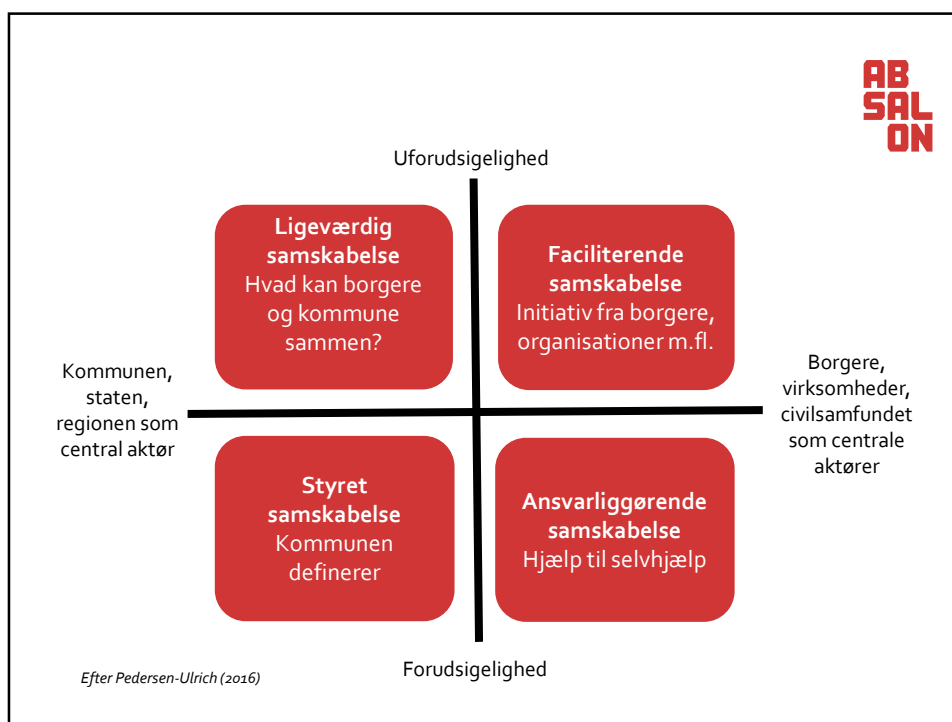 AB
SAL
ON
Uforudsigelighed
Ligeværdig
samskabelse
Hvad kan borgere
og kommune
sammen?
Faciliterende
samskabelse
Initiativ fra borgere,
organisationer m.fl.
Kommunen,
staten,
regionen som
central aktør
Borgere,
virksomheder,
civilsamfundet
som centrale
aktører
Styret
samskabelse
Kommunen
definerer
Ansvarliggørende
samskabelse
Hjælp til selvhjælp
Forudsigelighed
Efter Pedersen-Ulrich (2016)